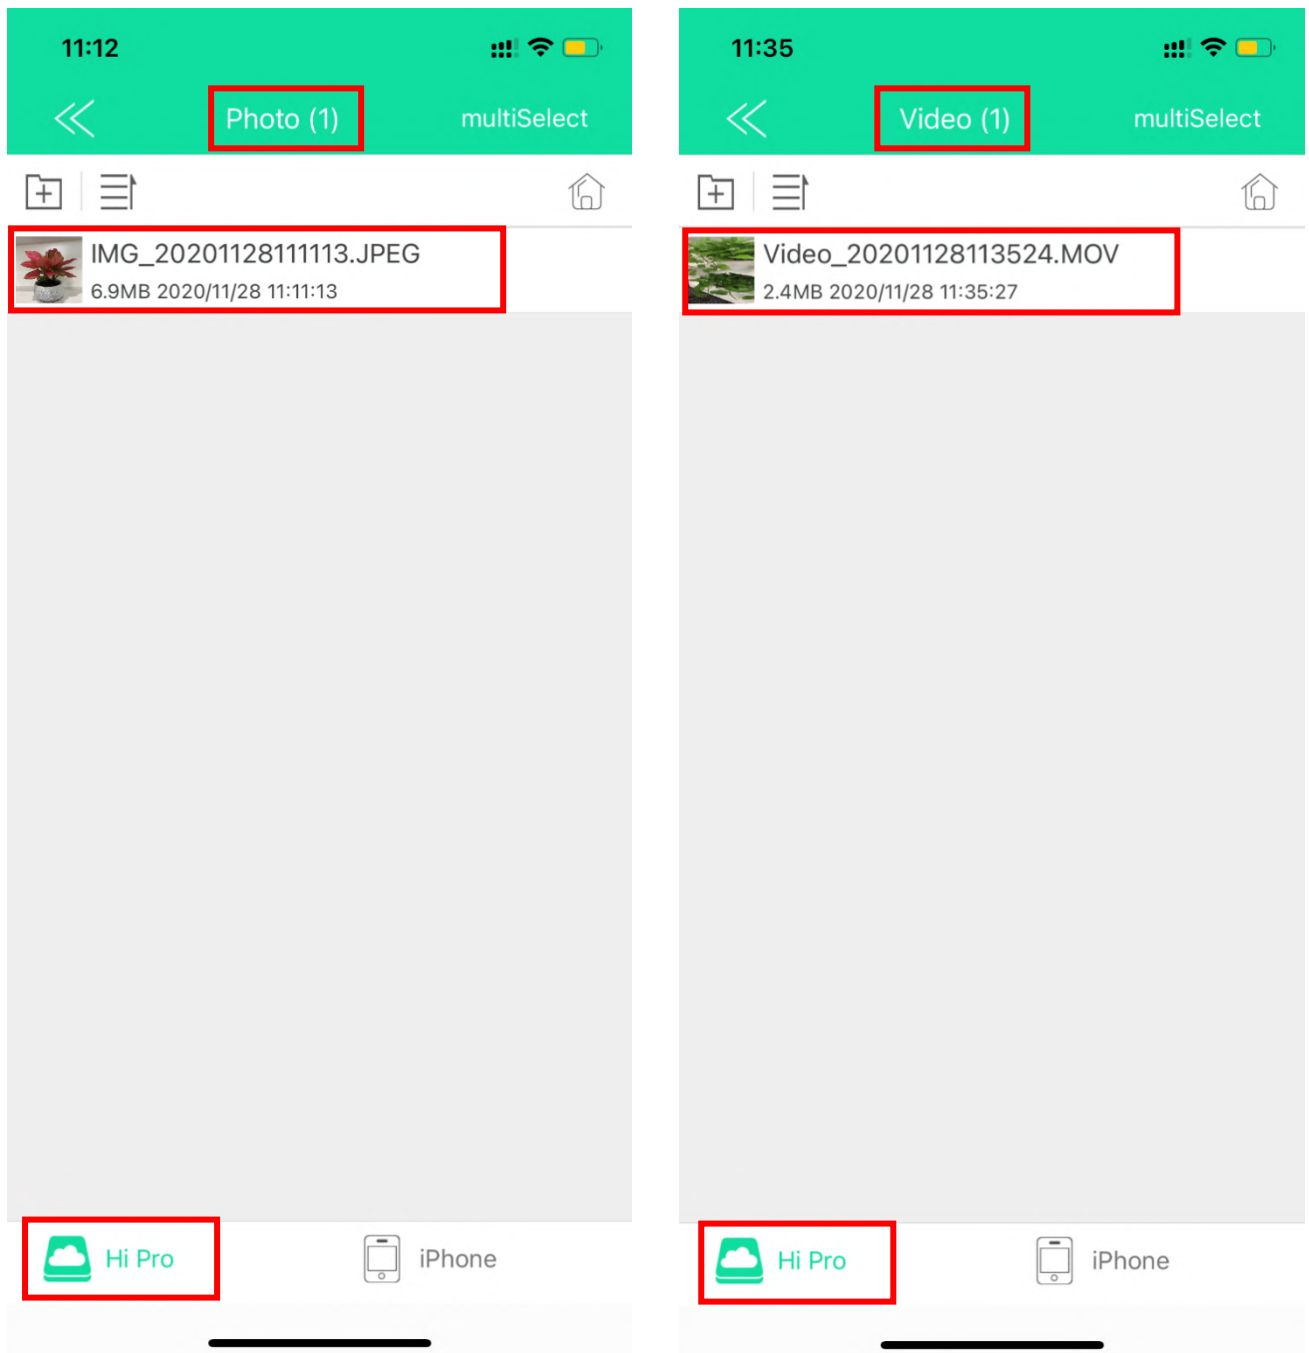 11:12
Photo (1)
multiSelect
IMG_20201128111113.JPEG
6.9MB 2020/11/28 11:11:13
Hi Pro
iPhone
11:35
Video (1)
multiSelect
Video_20201128113524.MOV
2.4MB 2020/11/28 11:35:27
Hi Pro
iPhone